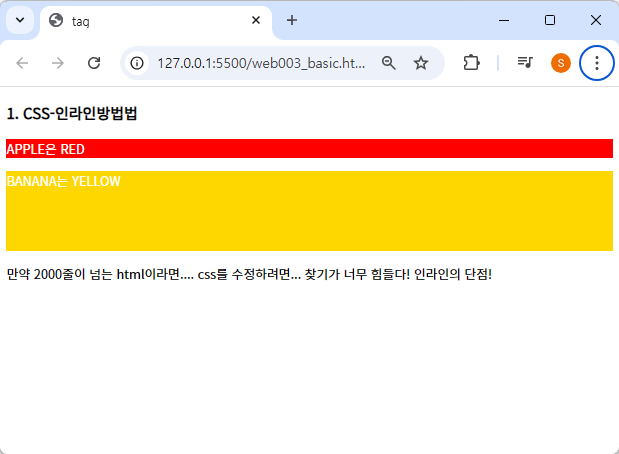 tag
127.0.0.1:5500/web003_basic.ht...
S
1. CSS-인라인방법법
APPLE은 RED
BANANA는 YELLOW
만약 2000줄이 넘는 html이라면.... css를 수정하려면... 찾기가 너무 힘들다! 인라인의 단점!